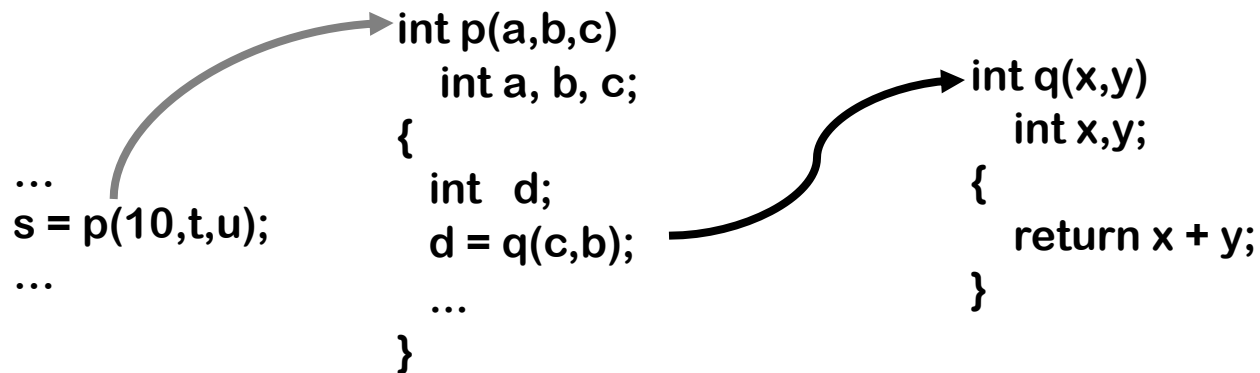 ...
s = p(10,t,u);
...
int p(a,b,c)
int a, b, c;
{
int d;
d = q(c,b);
...
}
int q(x,y)
int x,y;
{
return x + y;
}